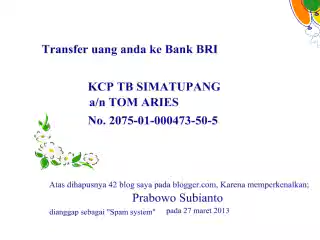 Transfer uang anda ke Bank BRI
KCP TB SIMATUPANG
a/n TOM ARIES
No. 2075-01-000473-50-5
Atas dihapusnya 42 blog saya pada blogger.com, Karena memperkenalkan;
Prabowo Subianto
dianggap sebagai "Spam system" pada 27 maret 2013